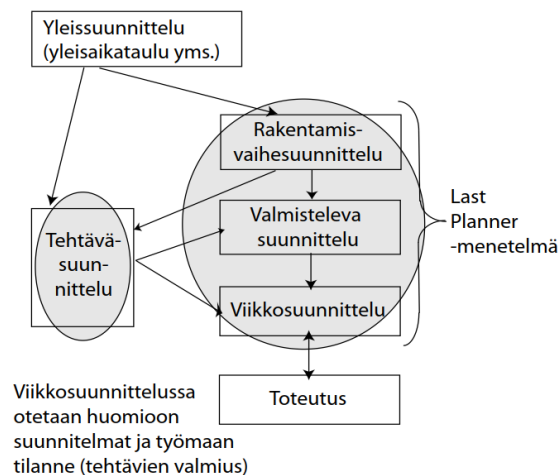 Yleissuunnittelu
(yleisaikataulu yms.)
Rakentamis-
vaihesuunnittelu
Valmisteleva
suunnittelu
Viikkosuunnittelu
Last
Planner
-menetelmä
Tehtävä-
suun-
nittelu
Toteutus
Viikkosuunnittelussa
otetaan huomioon
suunnitelmat ja työmaan
tilanne (tehtävien valmius)